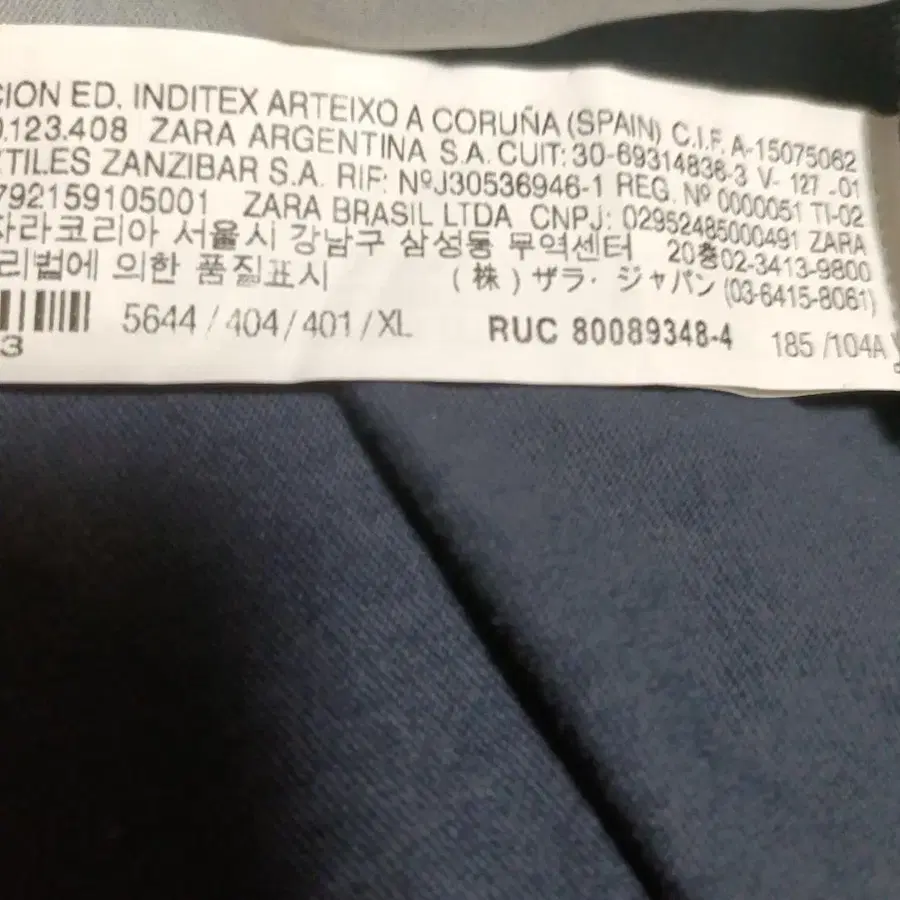 CION ED. INDITEX ARTEIXO A CORUÑA (SPAIN) C.I.F. A-15075062
0.123.408 ZARA ARGENTINA S.A. CUIT: 30-69314836-3 V- 127 -01
TILES ZANZIBAR S.A. RIF: NºJ30536946-1 REG. Nº 0000051 TI-02
792159105001 ZARA BRASIL LTDA CNPJ: 02952485000491 ZARA
자라코리아 서울시 강남구 삼성동 무역센터 20층02-3413-9800
리법에 의한 품질표시 (株) ザラ・ジャパン (03-6415-8061)
5644 / 404 / 401 / XL RUC 80089348-4 185 /104A
3